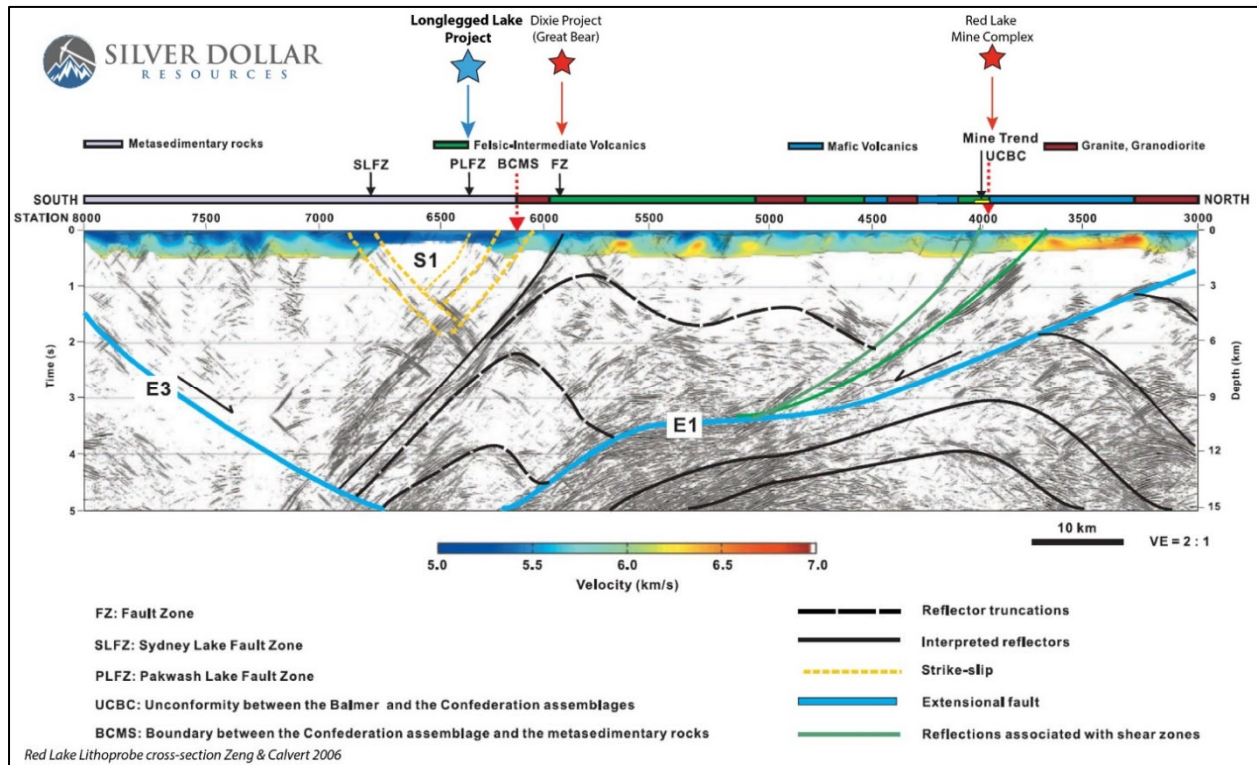 SILVER DOLLAR
RESOURCES
Longlegged Lake
Project
Dixie Project
(Great Bear)
Red Lake
Mine Complex
Metasedimentary rocks
Felsic-Intermediate Volcanics
Mafic Volcanics
Mine Trend
Granite, Granodiorite
SLFZ
PLFZ
BCMS
FZ
UCBC
SOUTH
NORTH
STATION 8000 7500 7000 6500 6000 5500 5000 4500 4000 3500 3000
0
1
2
3
4
5
Time (s)
0
3
6
9
12
15
Depth (km)
S1
E3
E1
10 km
VE = 2 : 1
5.0 5.5 6.0 6.5 7.0
Velocity (km/s)
FZ: Fault Zone
SLFZ: Sydney Lake Fault Zone
PLFZ: Pakwash Lake Fault Zone
UCBC: Unconformity between the Balmer and the Confederation assemblages
BCMS: Boundary between the Confederation assemblage and the metasedimentary rocks
Reflector truncations
Interpreted reflectors
Strike-slip
Extensional fault
Reflections associated with shear zones
Red Lake Lithoprobe cross-section Zeng & Calvert 2006